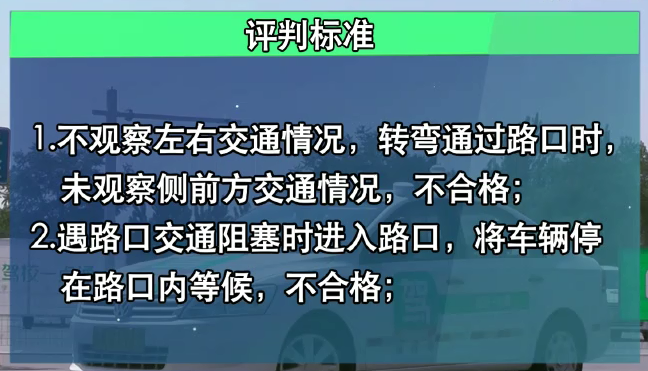 评判标准
1.不观察左右交通情况，转弯通过路口时，
未观察侧前方交通情况，不合格；
2.遇路口交通阻塞时进入路口，将车辆停
在路口内等候，不合格；